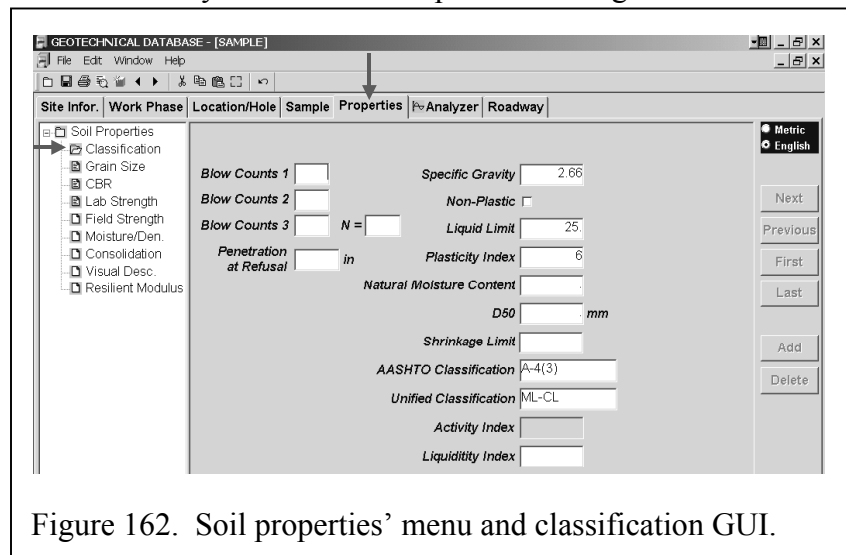 GEOTECHNICAL DATABASE - [SAMPLE]
File Edit Window Help
Site Infor. Work Phase Location/Hole Sample Properties Analyzer Roadway
Soil Properties
Classification
Grain Size
CBR
Lab Strength
Field Strength
Moisture/Den.
Consolidation
Visual Desc.
Resilient Modulus
Blow Counts 1
Blow Counts 2
Blow Counts 3 N =
Penetration
at Refusal in
Specific Gravity 2.66
Non-Plastic
Liquid Limit 25.
Plasticity Index 6
Natural Moisture Content .
D50 . mm
Shrinkage Limit
AASHTO Classification A-4(3)
Unified Classification ML-CL
Activity Index
Liquiditity Index
Metric
English
Next
Previous
First
Last
Add
Delete
Figure 162. Soil properties’ menu and classification GUI.